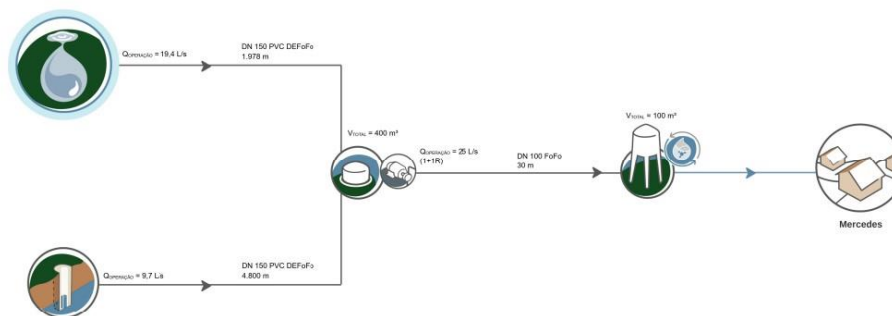 QOPERAÇÃO = 19,4 L/s
DN 150 PVC DEFoFo
1.978 m
VTOTAL = 400 m³
QOPERAÇÃO = 25 L/s
(1+1R)
DN 100 FoFo
30 m
VTOTAL = 100 m³
Mercedes
QOPERAÇÃO = 9,7 L/s
DN 150 PVC DEFoFo
4.800 m